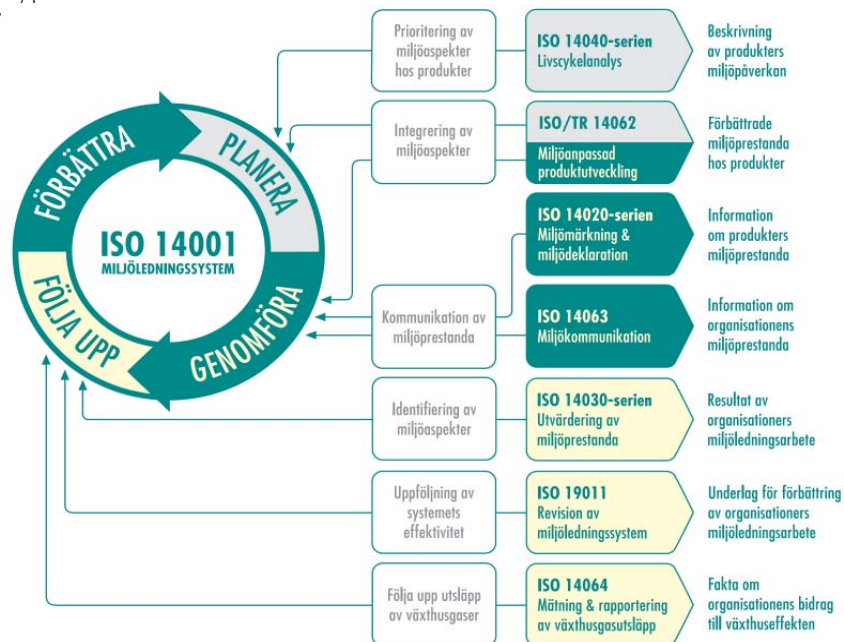 FÖRBÄTTRA
PLANERA
GENOMFÖRA
FÖLJA UPP
ISO 14001
MILJÖLEDNINGSSYSTEM
Prioritering av
miljöaspekter
hos produkter
ISO 14040-serien
Livscykelanalys
Beskrivning
av produkters
miljöpåverkan
Integrering av
miljöaspekter
ISO/TR 14062
Miljöanpassad
produktutveckling
Förbättrade
miljöprestanda
hos produkter
ISO 14020-serien
Miljömärkning &
miljödeklaration
Information
om produkters
miljöprestanda
Kommunikation av
miljöprestanda
ISO 14063
Miljökommunikation
Information om
organisationens
miljöprestanda
Identifiering av
miljöaspekter
ISO 14030-serien
Utvärdering av
miljöprestanda
Resultat av
organisationers
miljöledningsarbete
Uppföljning av
systemets
effektivitet
ISO 19011
Revision av
miljöledningssystem
Underlag för förbättring
av organisationers
miljöledningsarbete
Följa upp utsläpp
av växthusgaser
ISO 14064
Mätning & rapportering
av växthusgasutsläpp
Fakta om
organisationens bidrag
till växthuseffekten